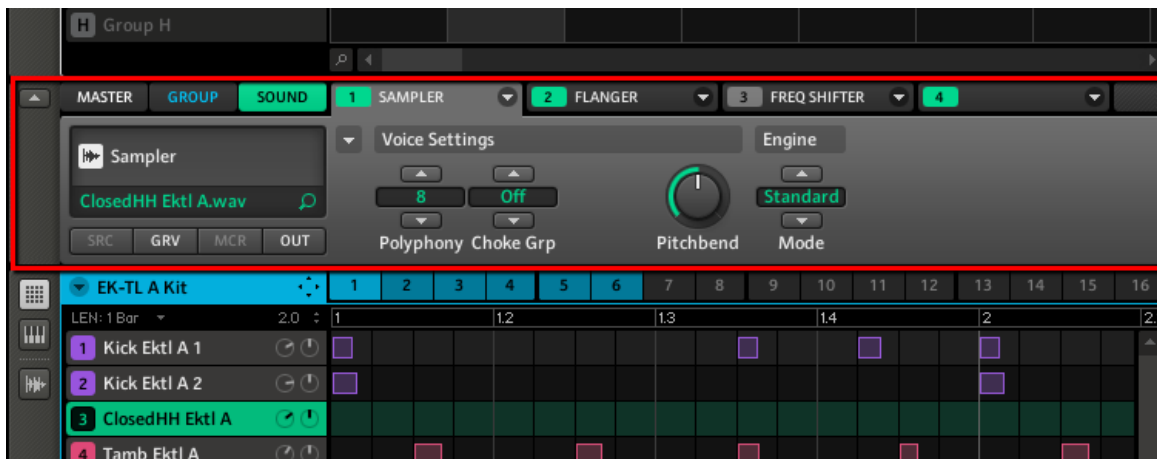 H Group H
MASTER GROUP SOUND 1 SAMPLER 2 FLANGER 3 FREQ SHIFTER 4
Sampler Voice Settings Engine
ClosedHH Ektl A.wav 8 Off Standard
SRC GRV MCR OUT Polyphony Choke Grp Pitchbend Mode
EK-TL A Kit 1 2 3 4 5 6 7 8 9 10 11 12 13 14 15 16
LEN: 1 Bar 2.0 1 1.2 1.3 1.4 2 2.
1 Kick Ektl A 1
2 Kick Ektl A 2
3 ClosedHH Ektl A
4 Tamb Ektl A